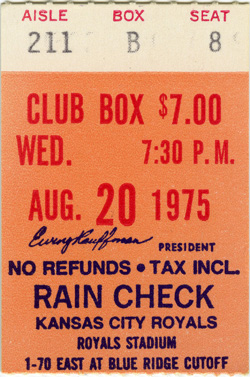 AISLE BOX SEAT
211 B 8
CLUB BOX $7.00
WED. 7:30 P.M.
AUG. 20 1975
Ewing Kauffman PRESIDENT
NO REFUNDS • TAX INCL.
RAIN CHECK
KANSAS CITY ROYALS
ROYALS STADIUM
1-70 EAST AT BLUE RIDGE CUTOFF